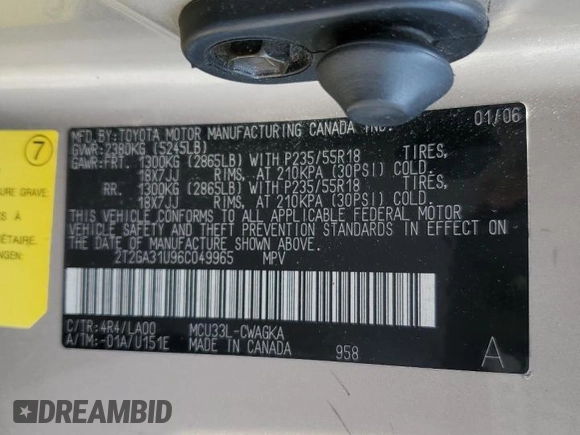 MFD. BY: TOYOTA MOTOR MANUFACTURING CANADA INC. 01/06
GVWR: 2380KG (5245LB)
GAWR: FRT. 1300KG (2865LB) WITH P235/55R18 TIRES,
18X7JJ RIMS, AT 210KPA (30PSI) COLD.
RR. 1300KG (2865LB) WITH P235/55R18 TIRES,
18X7JJ RIMS, AT 210KPA (30PSI) COLD.
THIS VEHICLE CONFORMS TO ALL APPLICABLE FEDERAL MOTOR
VEHICLE SAFETY AND THEFT PREVENTION STANDARDS IN EFFECT ON
THE DATE OF MANUFACTURE SHOWN ABOVE.
2T2GA31U96C049965 MPV
C/TR: 4R4/LA00 MCU33L-CWAGKA
A/TM: -01A/U151E MADE IN CANADA 958 A
7
SSURE GRAVE.
ÉTAIRE.
NGEN.
DREAMBID